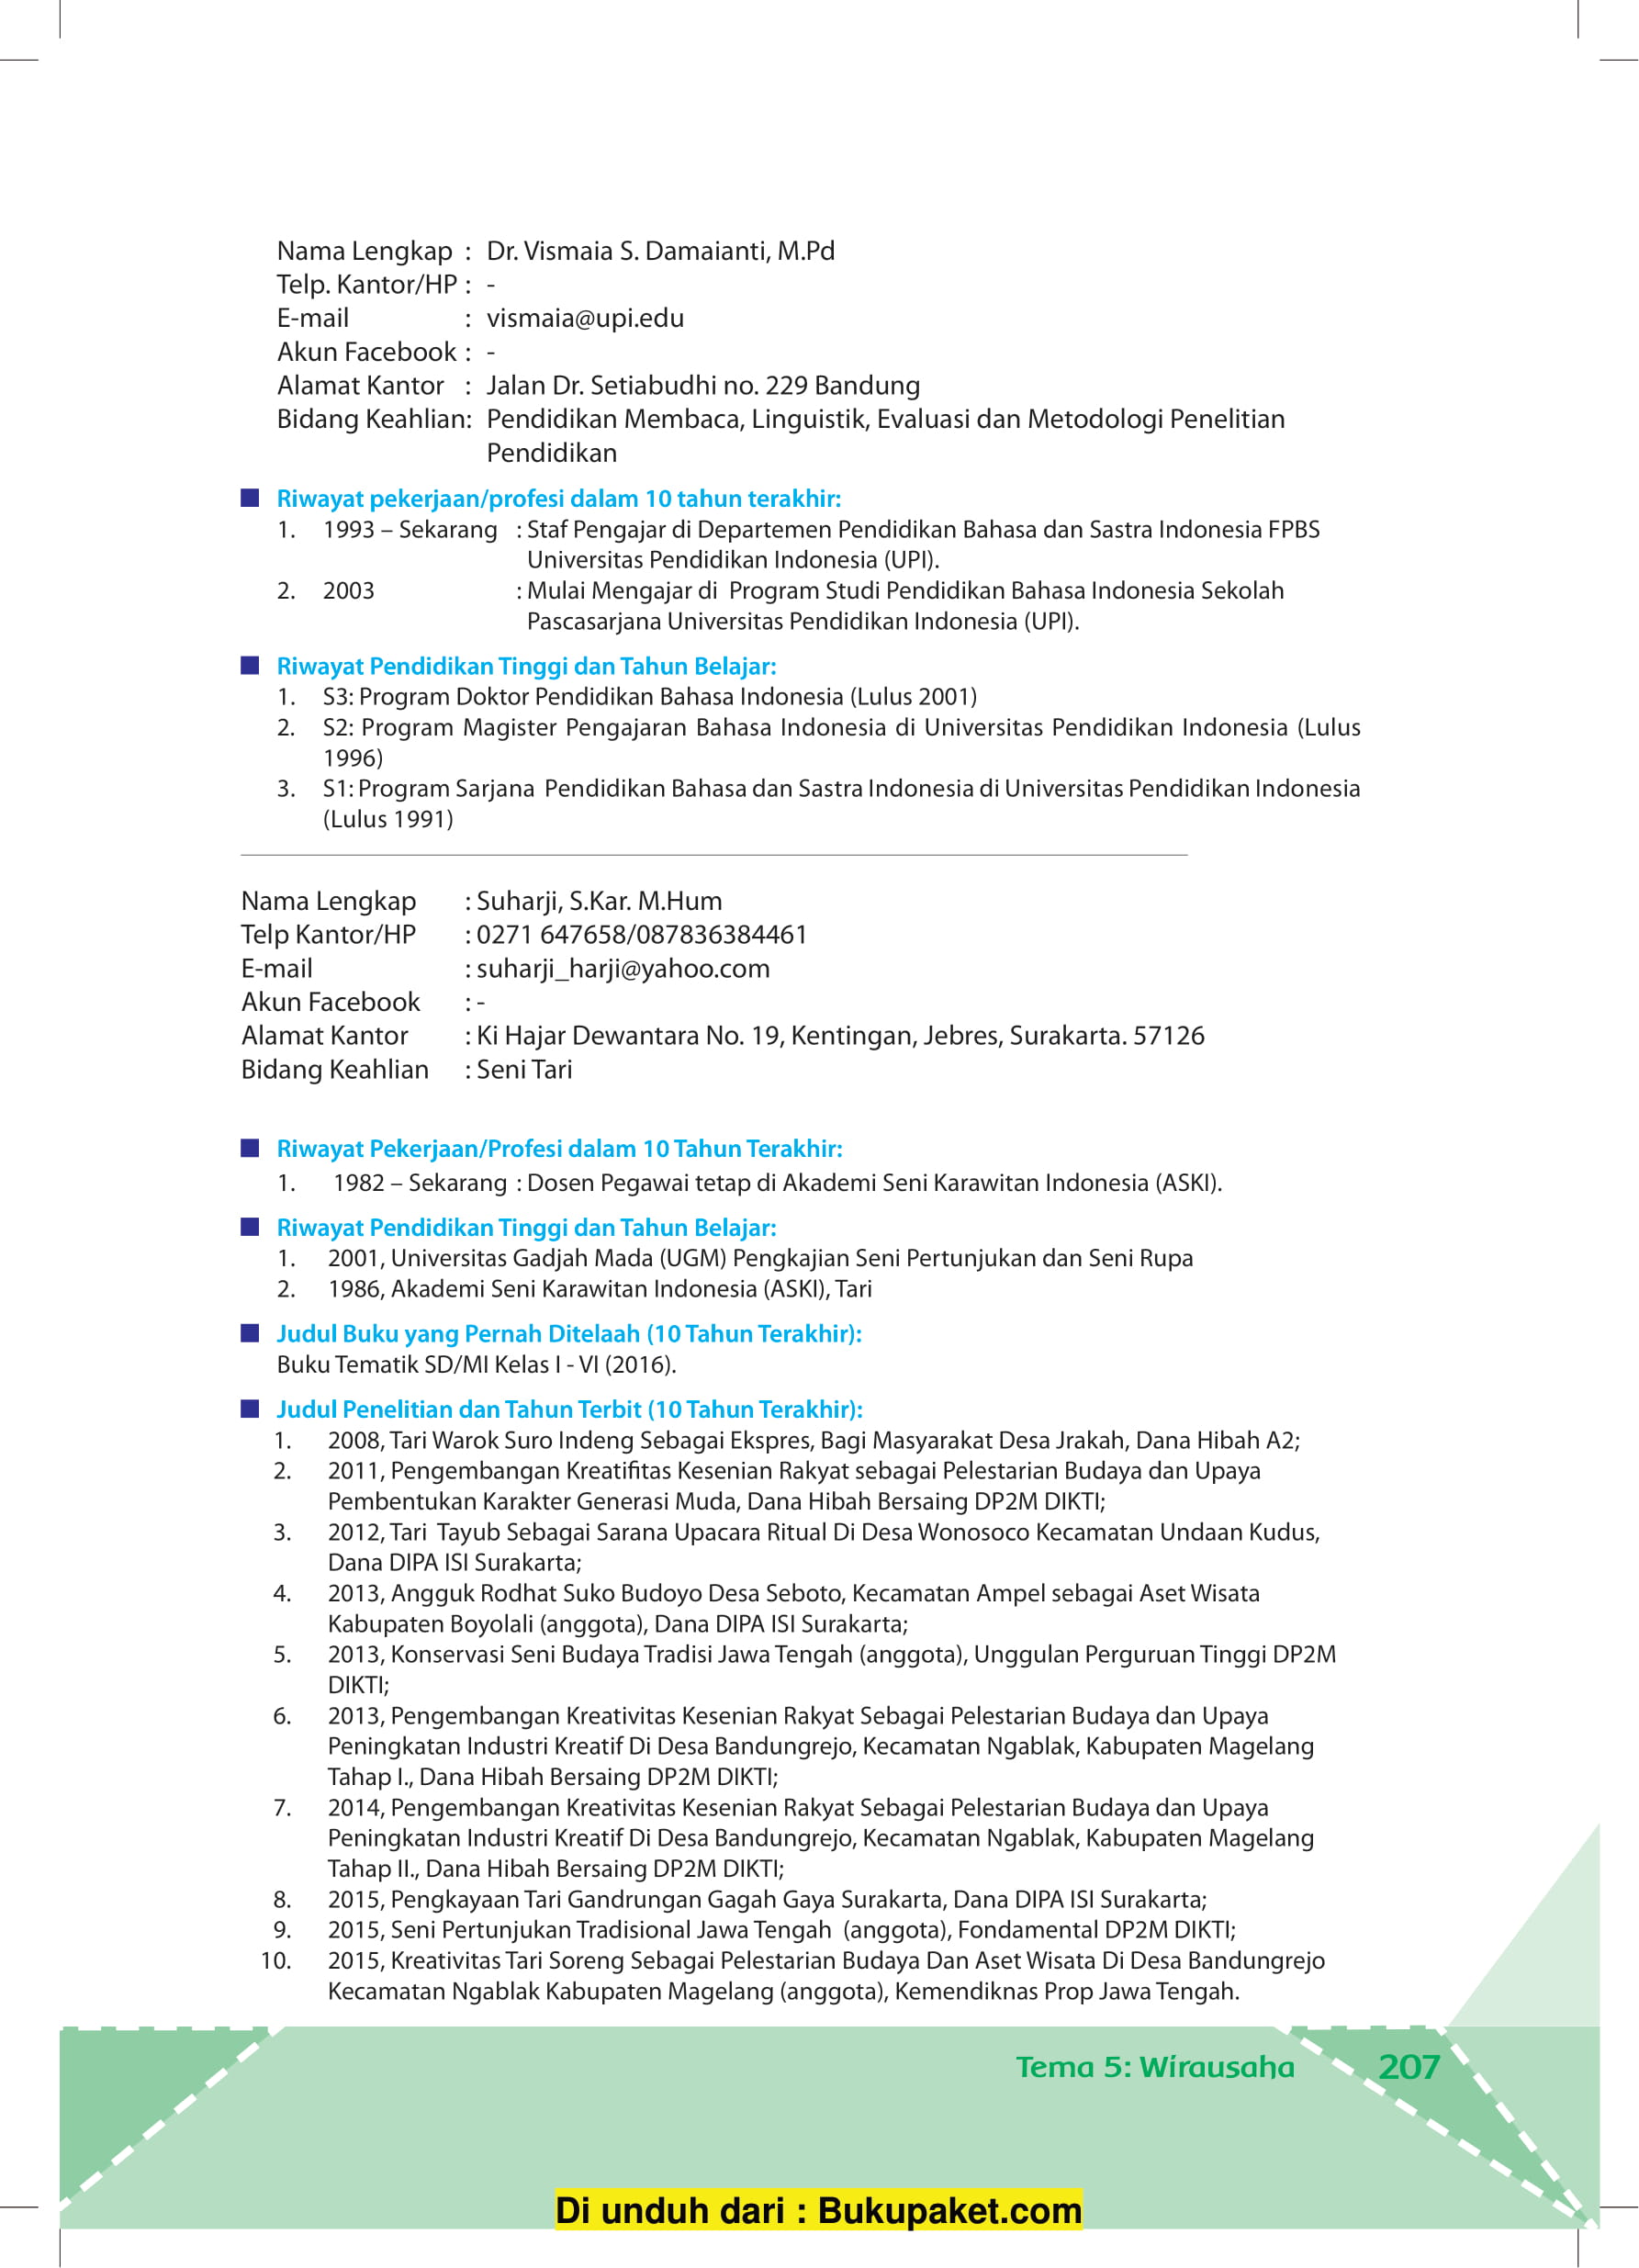 Nama Lengkap : Dr. Vismaia S. Damaianti, M.Pd
Telp. Kantor/HP : -
E-mail : vismaia@upi.edu
Akun Facebook : -
Alamat Kantor : Jalan Dr. Setiabudhi no. 229 Bandung
Bidang Keahlian: Pendidikan Membaca, Linguistik, Evaluasi dan Metodologi Penelitian
Pendidikan
Riwayat pekerjaan/profesi dalam 10 tahun terakhir:
1. 1993 – Sekarang : Staf Pengajar di Departemen Pendidikan Bahasa dan Sastra Indonesia FPBS
Universitas Pendidikan Indonesia (UPI).
2. 2003 : Mulai Mengajar di Program Studi Pendidikan Bahasa Indonesia Sekolah
Pascasarjana Universitas Pendidikan Indonesia (UPI).
Riwayat Pendidikan Tinggi dan Tahun Belajar:
1. S3: Program Doktor Pendidikan Bahasa Indonesia (Lulus 2001)
2. S2: Program Magister Pengajaran Bahasa Indonesia di Universitas Pendidikan Indonesia (Lulus
1996)
3. S1: Program Sarjana Pendidikan Bahasa dan Sastra Indonesia di Universitas Pendidikan Indonesia
(Lulus 1991)
Nama Lengkap : Suharji, S.Kar. M.Hum
Telp Kantor/HP : 0271 647658/087836384461
E-mail : suharji_harji@yahoo.com
Akun Facebook : -
Alamat Kantor : Ki Hajar Dewantara No. 19, Kentingan, Jebres, Surakarta. 57126
Bidang Keahlian : Seni Tari
Riwayat Pekerjaan/Profesi dalam 10 Tahun Terakhir:
1. 1982 – Sekarang : Dosen Pegawai tetap di Akademi Seni Karawitan Indonesia (ASKI).
Riwayat Pendidikan Tinggi dan Tahun Belajar:
1. 2001, Universitas Gadjah Mada (UGM) Pengkajian Seni Pertunjukan dan Seni Rupa
2. 1986, Akademi Seni Karawitan Indonesia (ASKI), Tari
Judul Buku yang Pernah Ditelaah (10 Tahun Terakhir):
Buku Tematik SD/MI Kelas I - VI (2016).
Judul Penelitian dan Tahun Terbit (10 Tahun Terakhir):
1. 2008, Tari Warok Suro Indeng Sebagai Ekspres, Bagi Masyarakat Desa Jrakah, Dana Hibah A2;
2. 2011, Pengembangan Kreatifitas Kesenian Rakyat sebagai Pelestarian Budaya dan Upaya
Pembentukan Karakter Generasi Muda, Dana Hibah Bersaing DP2M DIKTI;
3. 2012, Tari Tayub Sebagai Sarana Upacara Ritual Di Desa Wonosoco Kecamatan Undaan Kudus,
Dana DIPA ISI Surakarta;
4. 2013, Angguk Rodhat Suko Budoyo Desa Seboto, Kecamatan Ampel sebagai Aset Wisata
Kabupaten Boyolali (anggota), Dana DIPA ISI Surakarta;
5. 2013, Konservasi Seni Budaya Tradisi Jawa Tengah (anggota), Unggulan Perguruan Tinggi DP2M
DIKTI;
6. 2013, Pengembangan Kreativitas Kesenian Rakyat Sebagai Pelestarian Budaya dan Upaya
Peningkatan Industri Kreatif Di Desa Bandungrejo, Kecamatan Ngablak, Kabupaten Magelang
Tahap I., Dana Hibah Bersaing DP2M DIKTI;
7. 2014, Pengembangan Kreativitas Kesenian Rakyat Sebagai Pelestarian Budaya dan Upaya
Peningkatan Industri Kreatif Di Desa Bandungrejo, Kecamatan Ngablak, Kabupaten Magelang
Tahap II., Dana Hibah Bersaing DP2M DIKTI;
8. 2015, Pengkayaan Tari Gandrungan Gagah Gaya Surakarta, Dana DIPA ISI Surakarta;
9. 2015, Seni Pertunjukan Tradisional Jawa Tengah (anggota), Fondamental DP2M DIKTI;
10. 2015, Kreativitas Tari Soreng Sebagai Pelestarian Budaya Dan Aset Wisata Di Desa Bandungrejo
Kecamatan Ngablak Kabupaten Magelang (anggota), Kemendiknas Prop Jawa Tengah.
Tema 5: Wirausaha 207
Di unduh dari : Bukupaket.com